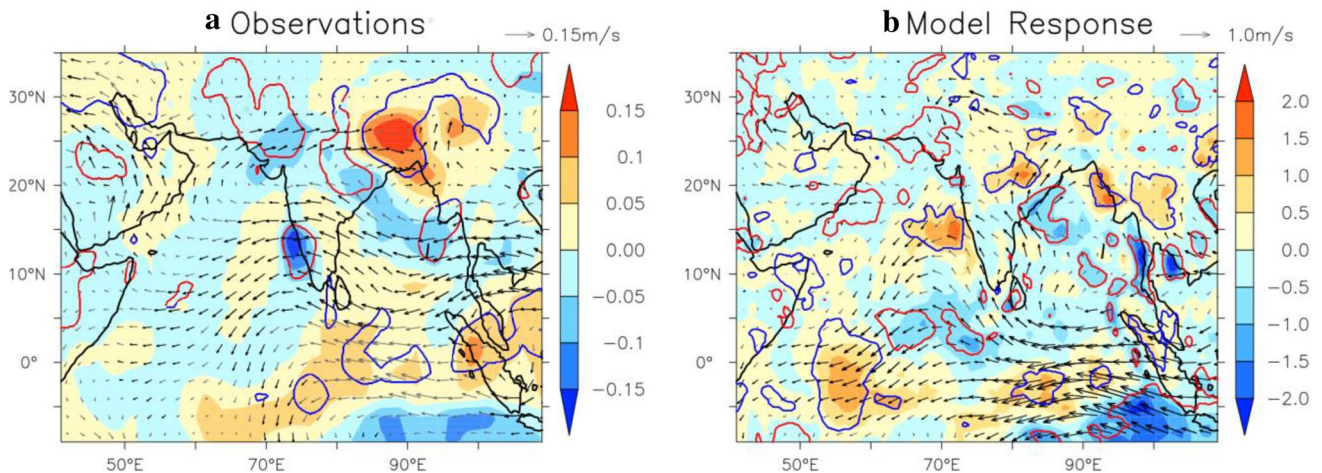 a Observations
0.15m/s
30°N
20°N
10°N
0°
50°E
70°E
90°E
0.15
0.1
0.05
0.00
−0.05
−0.1
−0.15
b Model Response
1.0m/s
30°N
20°N
10°N
0°
50°E
70°E
90°E
2.0
1.5
1.0
0.5
0.0
−0.5
−1.0
−1.5
−2.0